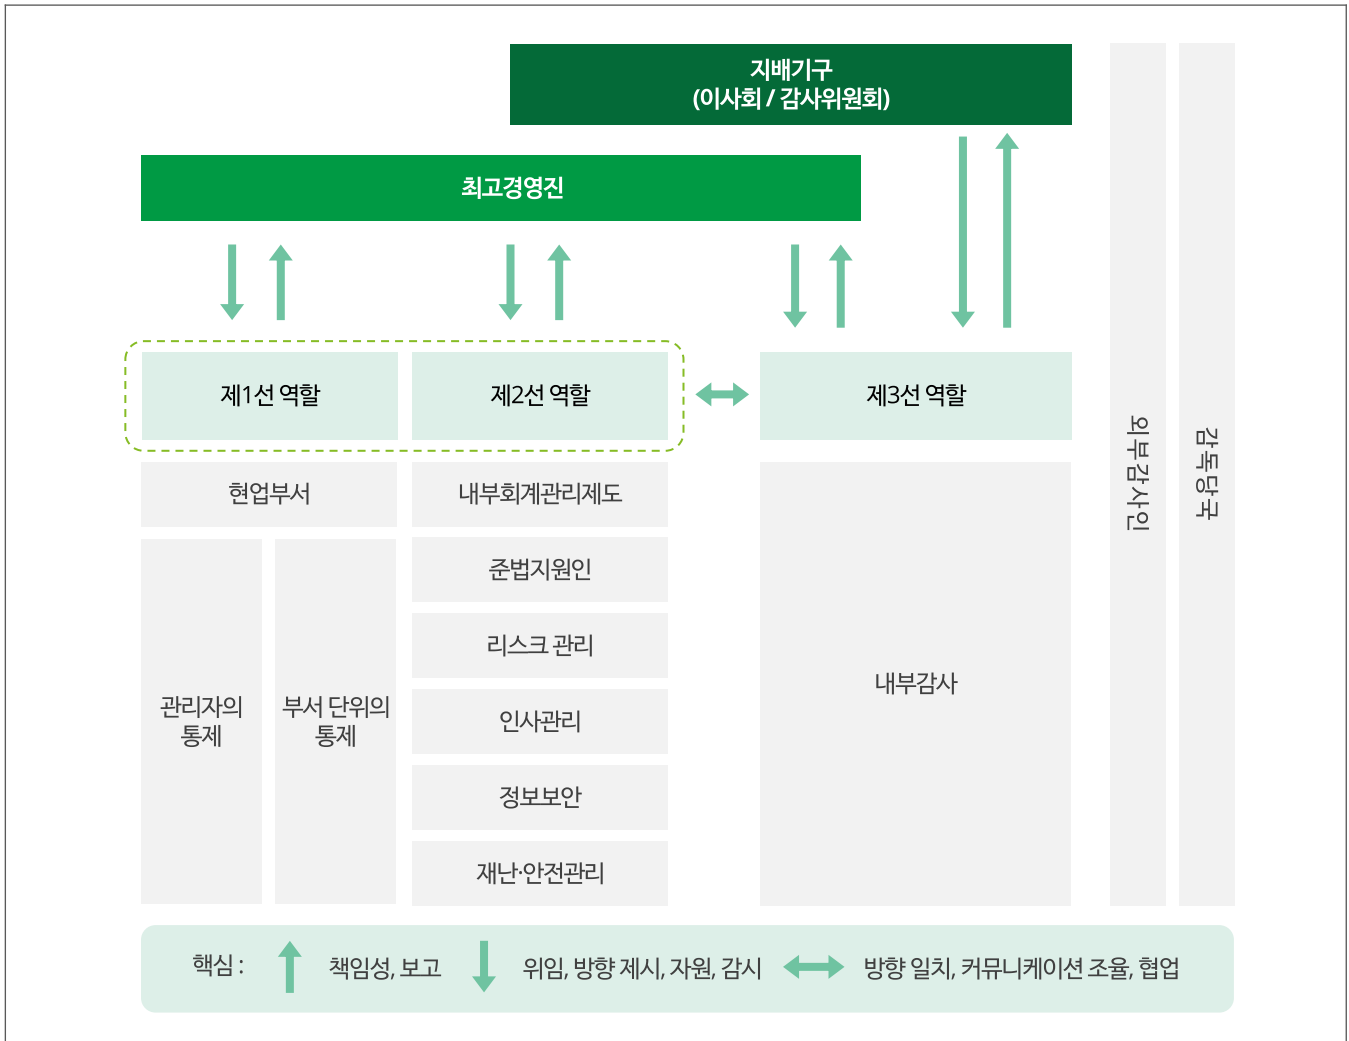 지배기구
(이사회 / 감사위원회)
최고경영진
제1선 역할
제2선 역할
제3선 역할
현업부서
관리자의
통제
부서 단위의
통제
내부회계관리제도
준법지원인
리스크 관리
인사관리
정보보안
재난·안전관리
내부감사
외부감사인
감독당국
핵심 :
책임성, 보고
위임, 방향 제시, 자원, 감시
방향 일치, 커뮤니케이션 조율, 협업